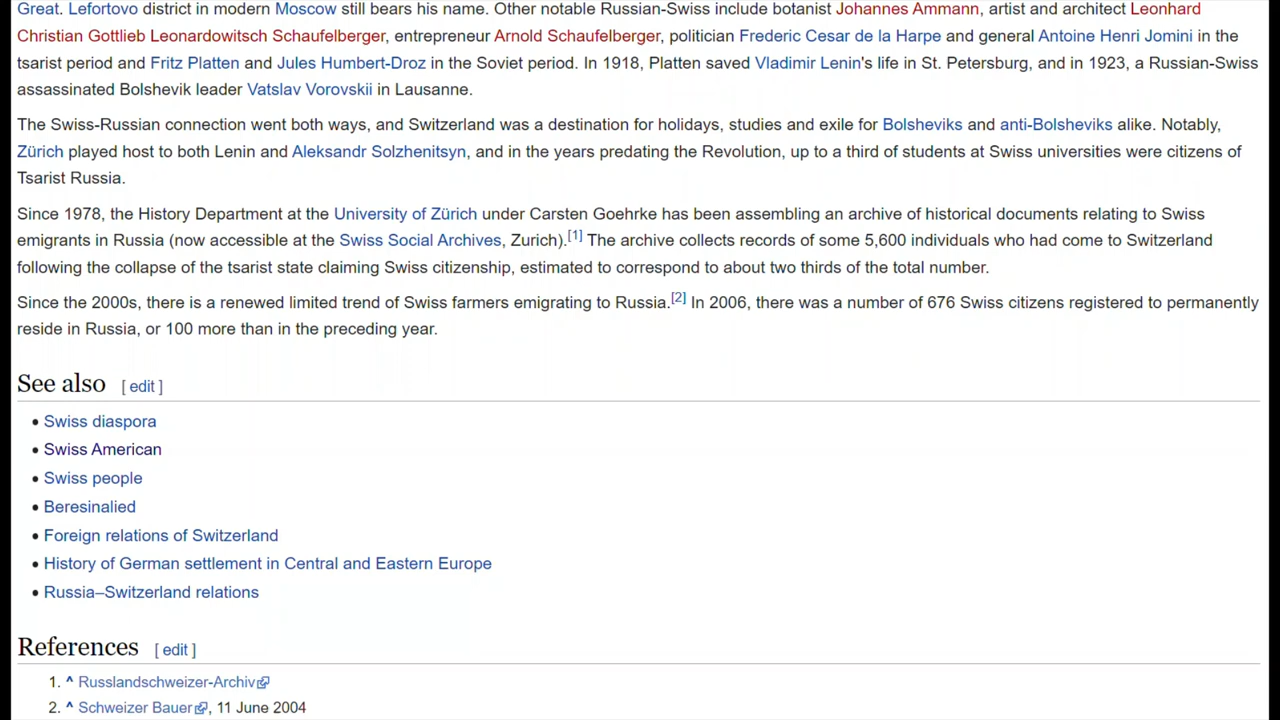 Great. Lefortovo district in modern Moscow still bears his name. Other notable Russian-Swiss include botanist Johannes Ammann, artist and architect Leonhard
Christian Gottlieb Leonardowitsch Schaufelberger, entrepreneur Arnold Schaufelberger, politician Frederic Cesar de la Harpe and general Antoine Henri Jomini in the
tsarist period and Fritz Platten and Jules Humbert-Droz in the Soviet period. In 1918, Platten saved Vladimir Lenin's life in St. Petersburg, and in 1923, a Russian-Swiss
assassinated Bolshevik leader Vatslav Vorovskii in Lausanne.
The Swiss-Russian connection went both ways, and Switzerland was a destination for holidays, studies and exile for Bolsheviks and anti-Bolsheviks alike. Notably,
Zürich played host to both Lenin and Aleksandr Solzhenitsyn, and in the years predating the Revolution, up to a third of students at Swiss universities were citizens of
Tsarist Russia.
Since 1978, the History Department at the University of Zürich under Carsten Goehrke has been assembling an archive of historical documents relating to Swiss
emigrants in Russia (now accessible at the Swiss Social Archives, Zurich).[1] The archive collects records of some 5,600 individuals who had come to Switzerland
following the collapse of the tsarist state claiming Swiss citizenship, estimated to correspond to about two thirds of the total number.
Since the 2000s, there is a renewed limited trend of Swiss farmers emigrating to Russia.[2] In 2006, there was a number of 676 Swiss citizens registered to permanently
reside in Russia, or 100 more than in the preceding year.
See also [ edit ]
• Swiss diaspora
• Swiss American
• Swiss people
• Beresinalied
• Foreign relations of Switzerland
• History of German settlement in Central and Eastern Europe
• Russia–Switzerland relations
References [ edit ]
1. ^ Russlandschweizer-Archiv
2. ^ Schweizer Bauer, 11 June 2004